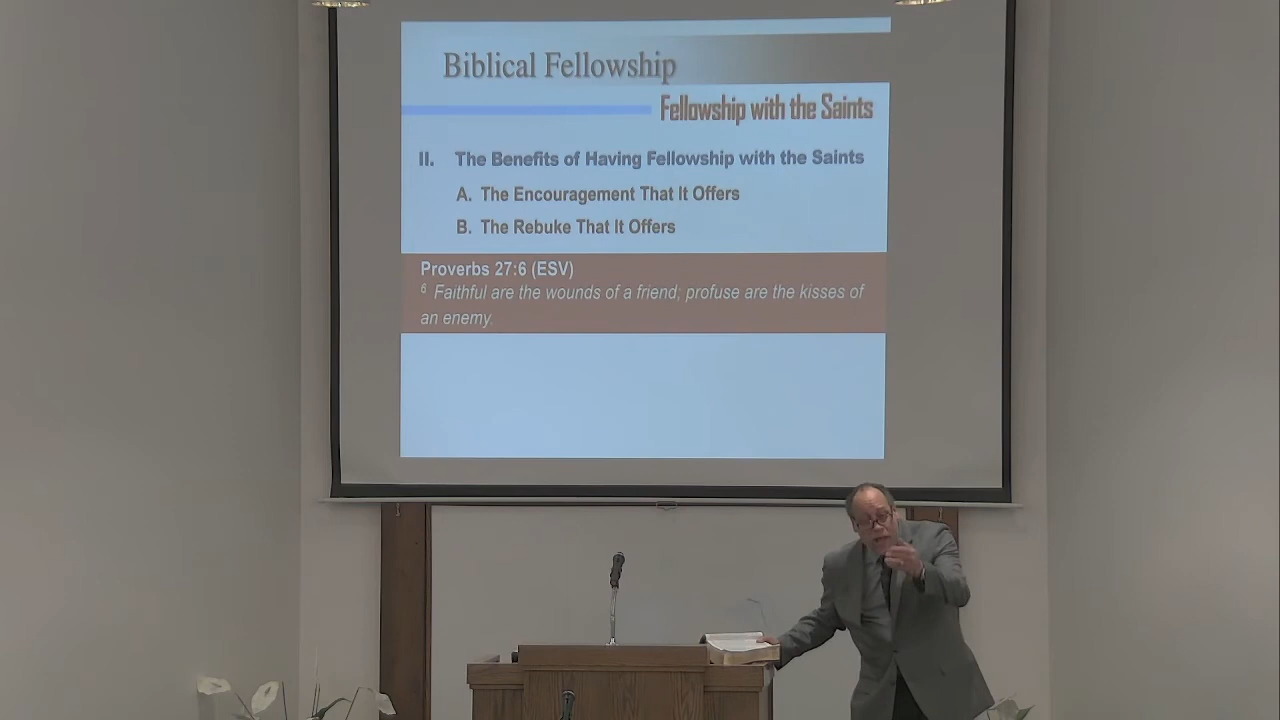 Biblical Fellowship
Fellowship with the Saints
II. The Benefits of Having Fellowship with the Saints
A. The Encouragement That It Offers
B. The Rebuke That It Offers
Proverbs 27:6 (ESV)
6 Faithful are the wounds of a friend; profuse are the kisses of
an enemy.